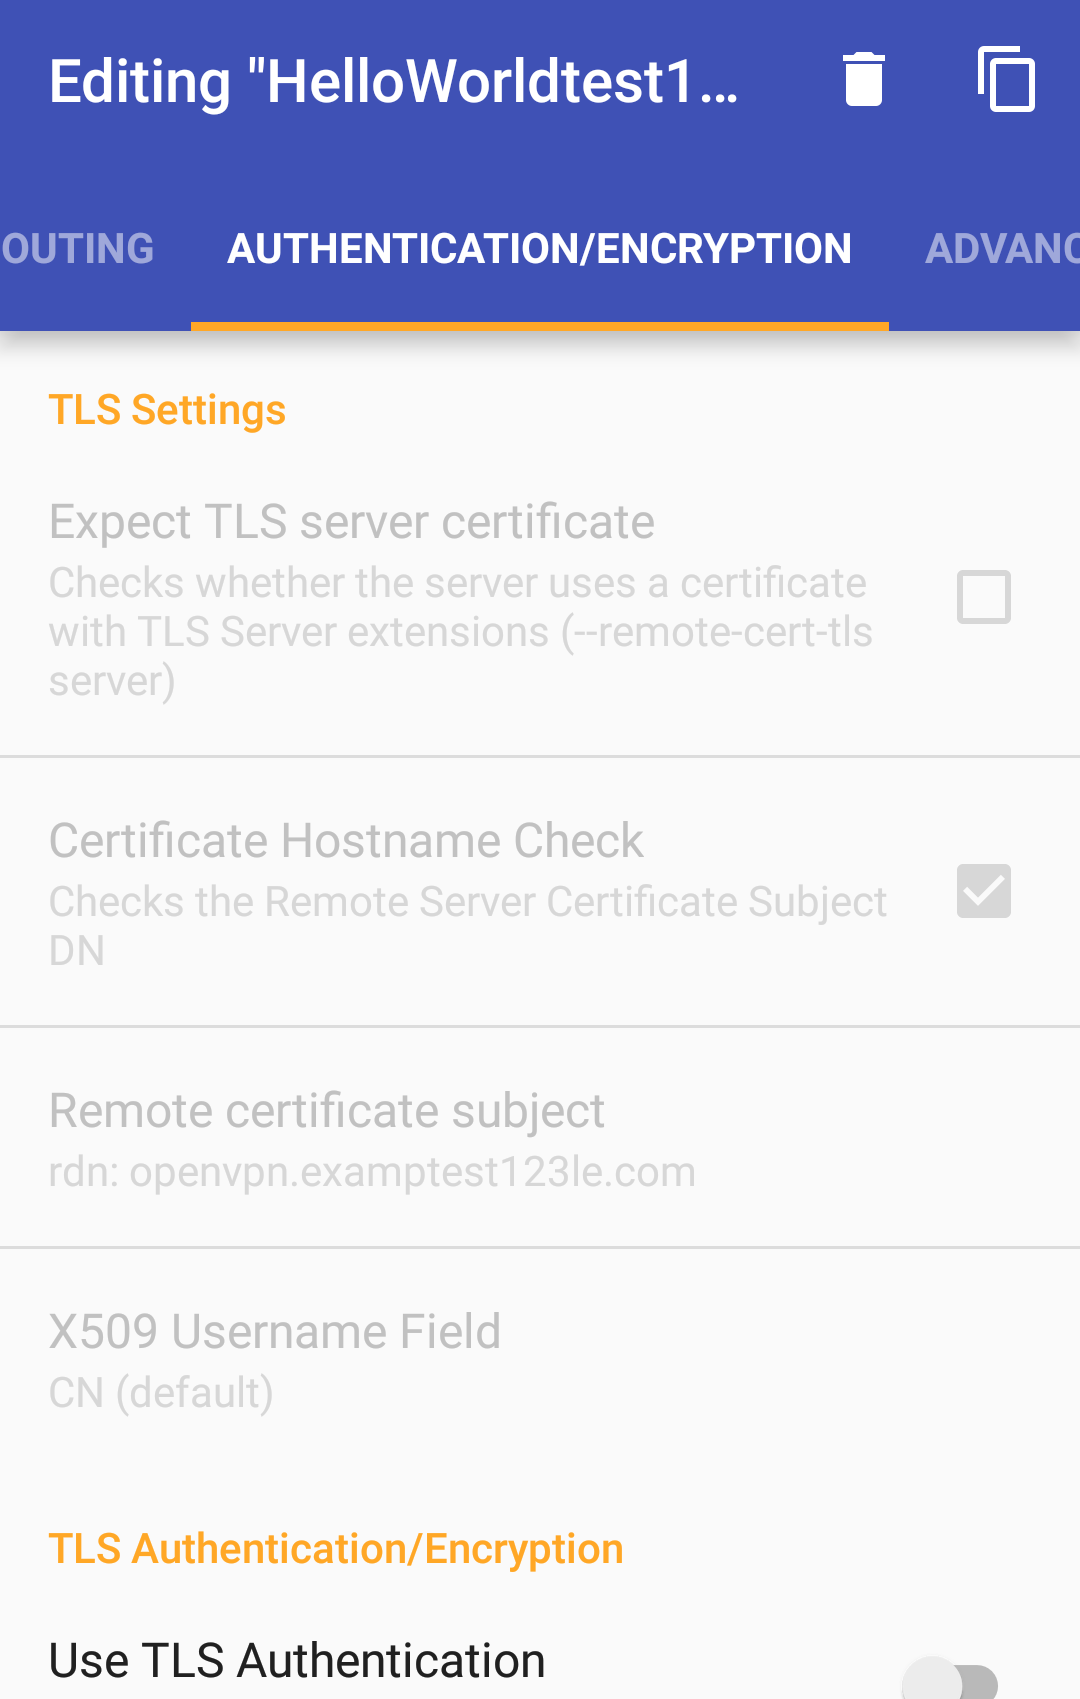 Editing "HelloWorldtest1...
OUTING AUTHENTICATION/ENCRYPTION ADVANC
TLS Settings
Expect TLS server certificate
Checks whether the server uses a certificate
with TLS Server extensions (--remote-cert-tls
server)
Certificate Hostname Check
Checks the Remote Server Certificate Subject
DN
Remote certificate subject
rdn: openvpn.examptest123le.com
X509 Username Field
CN (default)
TLS Authentication/Encryption
Use TLS Authentication